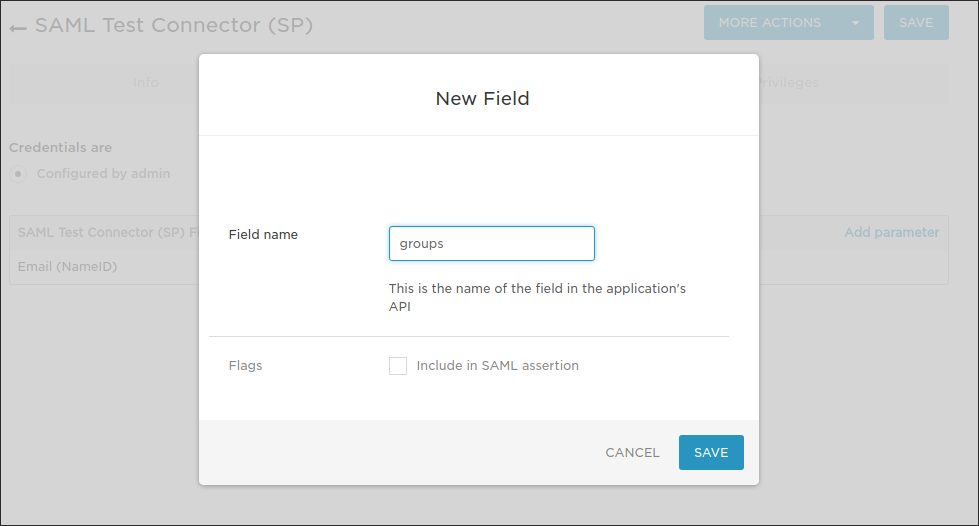 SAML Test Connector (SP)
MORE ACTIONS
SAVE
Info
rivileges
Credentials are
Configured by admin
SAML Test Connector (SP) F
Add parameter
Email (NameID)
New Field
Field name
groups
This is the name of the field in the application's
API
Flags
Include in SAML assertion
CANCEL
SAVE